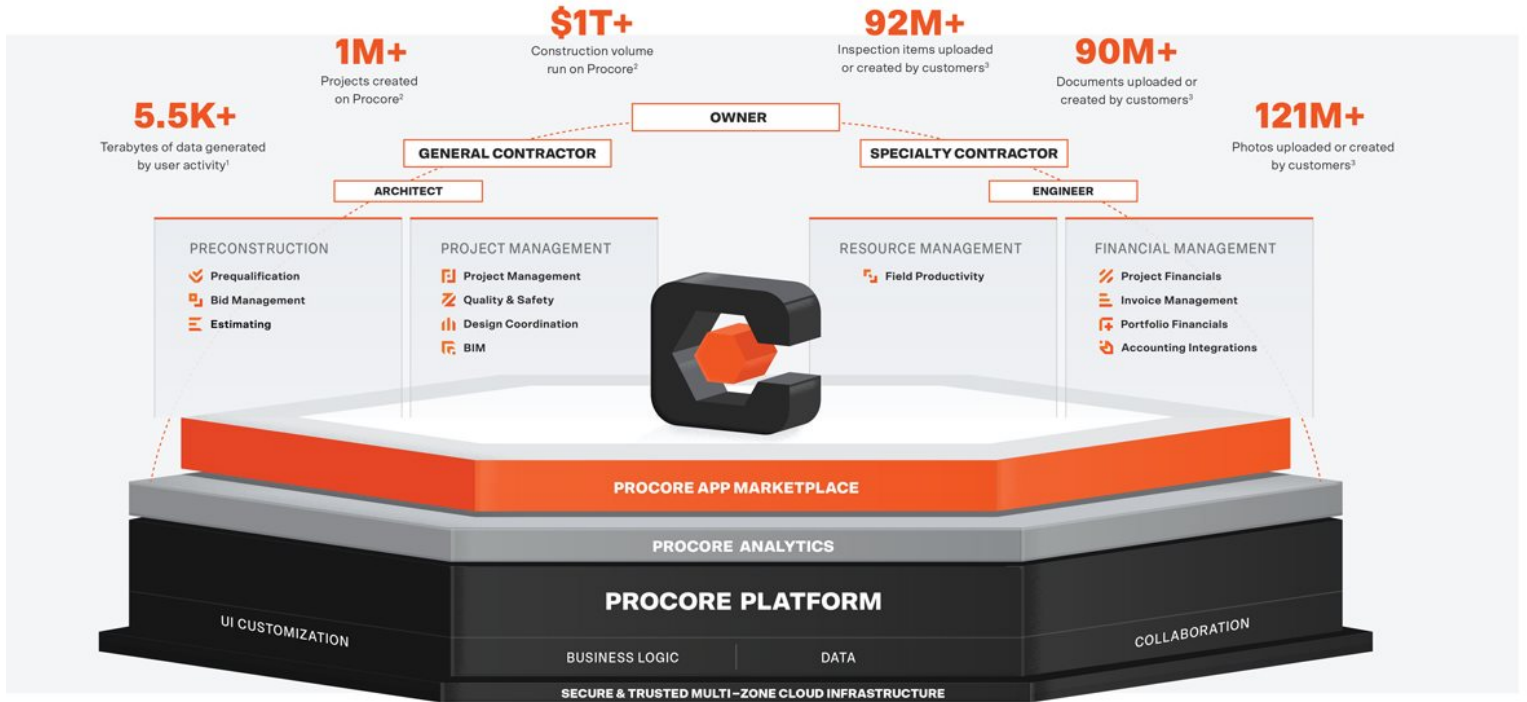 $1T+
Construction volume
run on Procore²
92M+
Inspection items uploaded
or created by customers³
1M+
Projects created
on Procore²
90M+
Documents uploaded or
created by customers³
5.5K+
Terabytes of data generated
by user activity¹
121M+
Photos uploaded or created
by customers³
OWNER
GENERAL CONTRACTOR
SPECIALTY CONTRACTOR
ARCHITECT
ENGINEER
PRECONSTRUCTION
Prequalification
Bid Management
Estimating
PROJECT MANAGEMENT
Project Management
Quality & Safety
Design Coordination
BIM
RESOURCE MANAGEMENT
Field Productivity
FINANCIAL MANAGEMENT
Project Financials
Invoice Management
Portfolio Financials
Accounting Integrations
PROCORE APP MARKETPLACE
PROCORE ANALYTICS
PROCORE PLATFORM
UI CUSTOMIZATION
BUSINESS LOGIC
DATA
COLLABORATION
SECURE & TRUSTED MULTI-ZONE CLOUD INFRASTRUCTURE